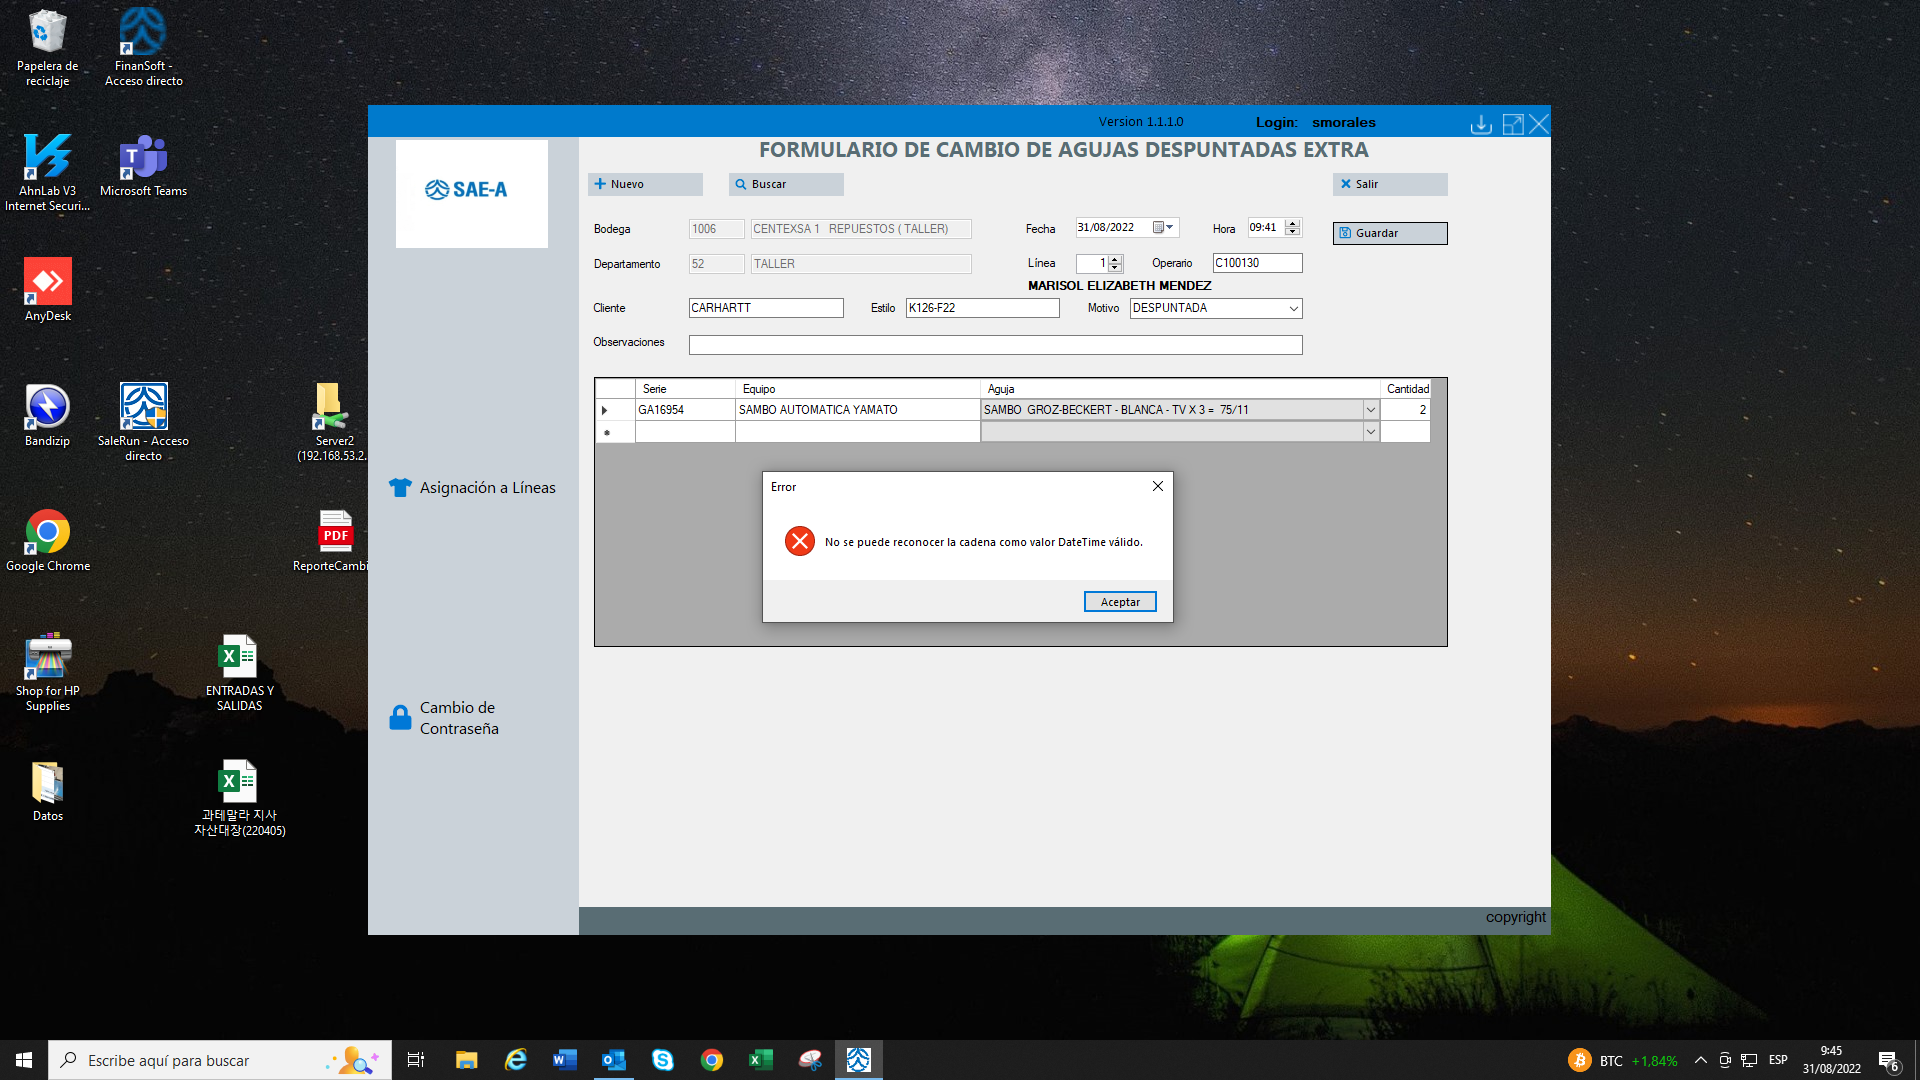 Papelera de
reciclaje
FinanSoft -
Acceso directo
AhnLab V3
Internet Securi...
Microsoft Teams
AnyDesk
Bandizip
SaleRun - Acceso
directo
Server2
(192.168.53.2.
Google Chrome
PDF
ReporteCambi
Shop for HP
Supplies
ENTRADAS Y
SALIDAS
Datos
과테말라 지사
자산대장(220405)
Version 1.1.1.0
Login: smorales
SAE-A
FORMULARIO DE CAMBIO DE AGUJAS DESPUNTADAS EXTRA
Nuevo
Buscar
Salir
Bodega 1006 CENTEXSA 1 REPUESTOS ( TALLER) Fecha 31/08/2022 Hora 09:41
Guardar
Departamento 52 TALLER Línea 1 Operario C100130
MARISOL ELIZABETH MENDEZ
Cliente CARHARTT Estilo K126-F22 Motivo DESPUNTADA
Observaciones
Serie Equipo Aguja Cantidad
GA16954 SAMBO AUTOMATICA YAMATO SAMBO GROZ-BECKERT - BLANCA - TV X 3 = 75/11 2
Error
No se puede reconocer la cadena como valor DateTime válido.
Aceptar
Asignación a Líneas
Cambio de
Contraseña
copyright
Escribe aquí para buscar
BTC +1,84%
ESP
9:45
31/08/2022
6